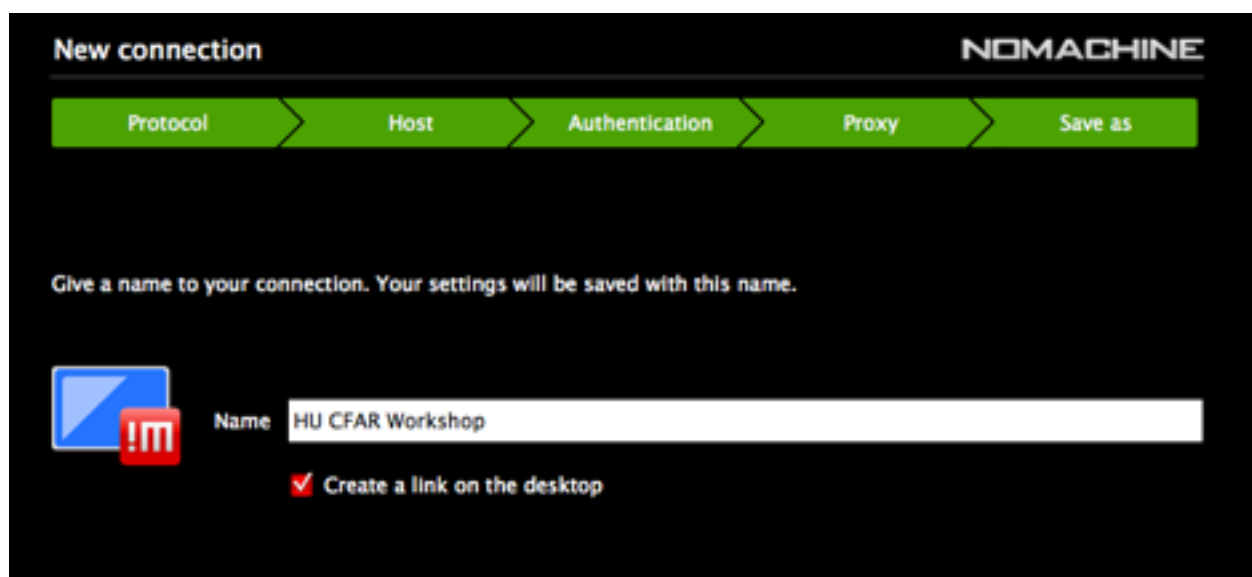 New connection
NOMACHINE
Protocol
Host
Authentication
Proxy
Save as
Give a name to your connection. Your settings will be saved with this name.
!M
Name
HU CFAR Workshop
Create a link on the desktop